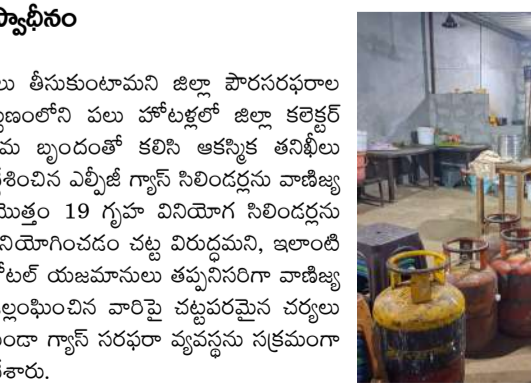 స్వాధీనం
లు తీసుకుంటామని జిల్లా పౌరసరఫరాల
ట్టణంలోని పలు హోటళ్లలో జిల్లా కలెక్టర్
మ బృందంతో కలిసి ఆకస్మిక తనిఖీలు
శించిన ఎల్పీజీ గ్యాస్ సిలిండర్లను వాణిజ్య
మొత్తం 19 గృహ వినియోగ సిలిండర్లను
నియోగించడం చట్ట విరుద్ధమని, ఇలాంటి
ోటల్ యజమానులు తప్పనిసరిగా వాణిజ్య
ల్లంఘించిన వారిపై చట్టపరమైన చర్యలు
ండా గ్యాస్ సరఫరా వ్యవస్థను సక్రమంగా
శారు.